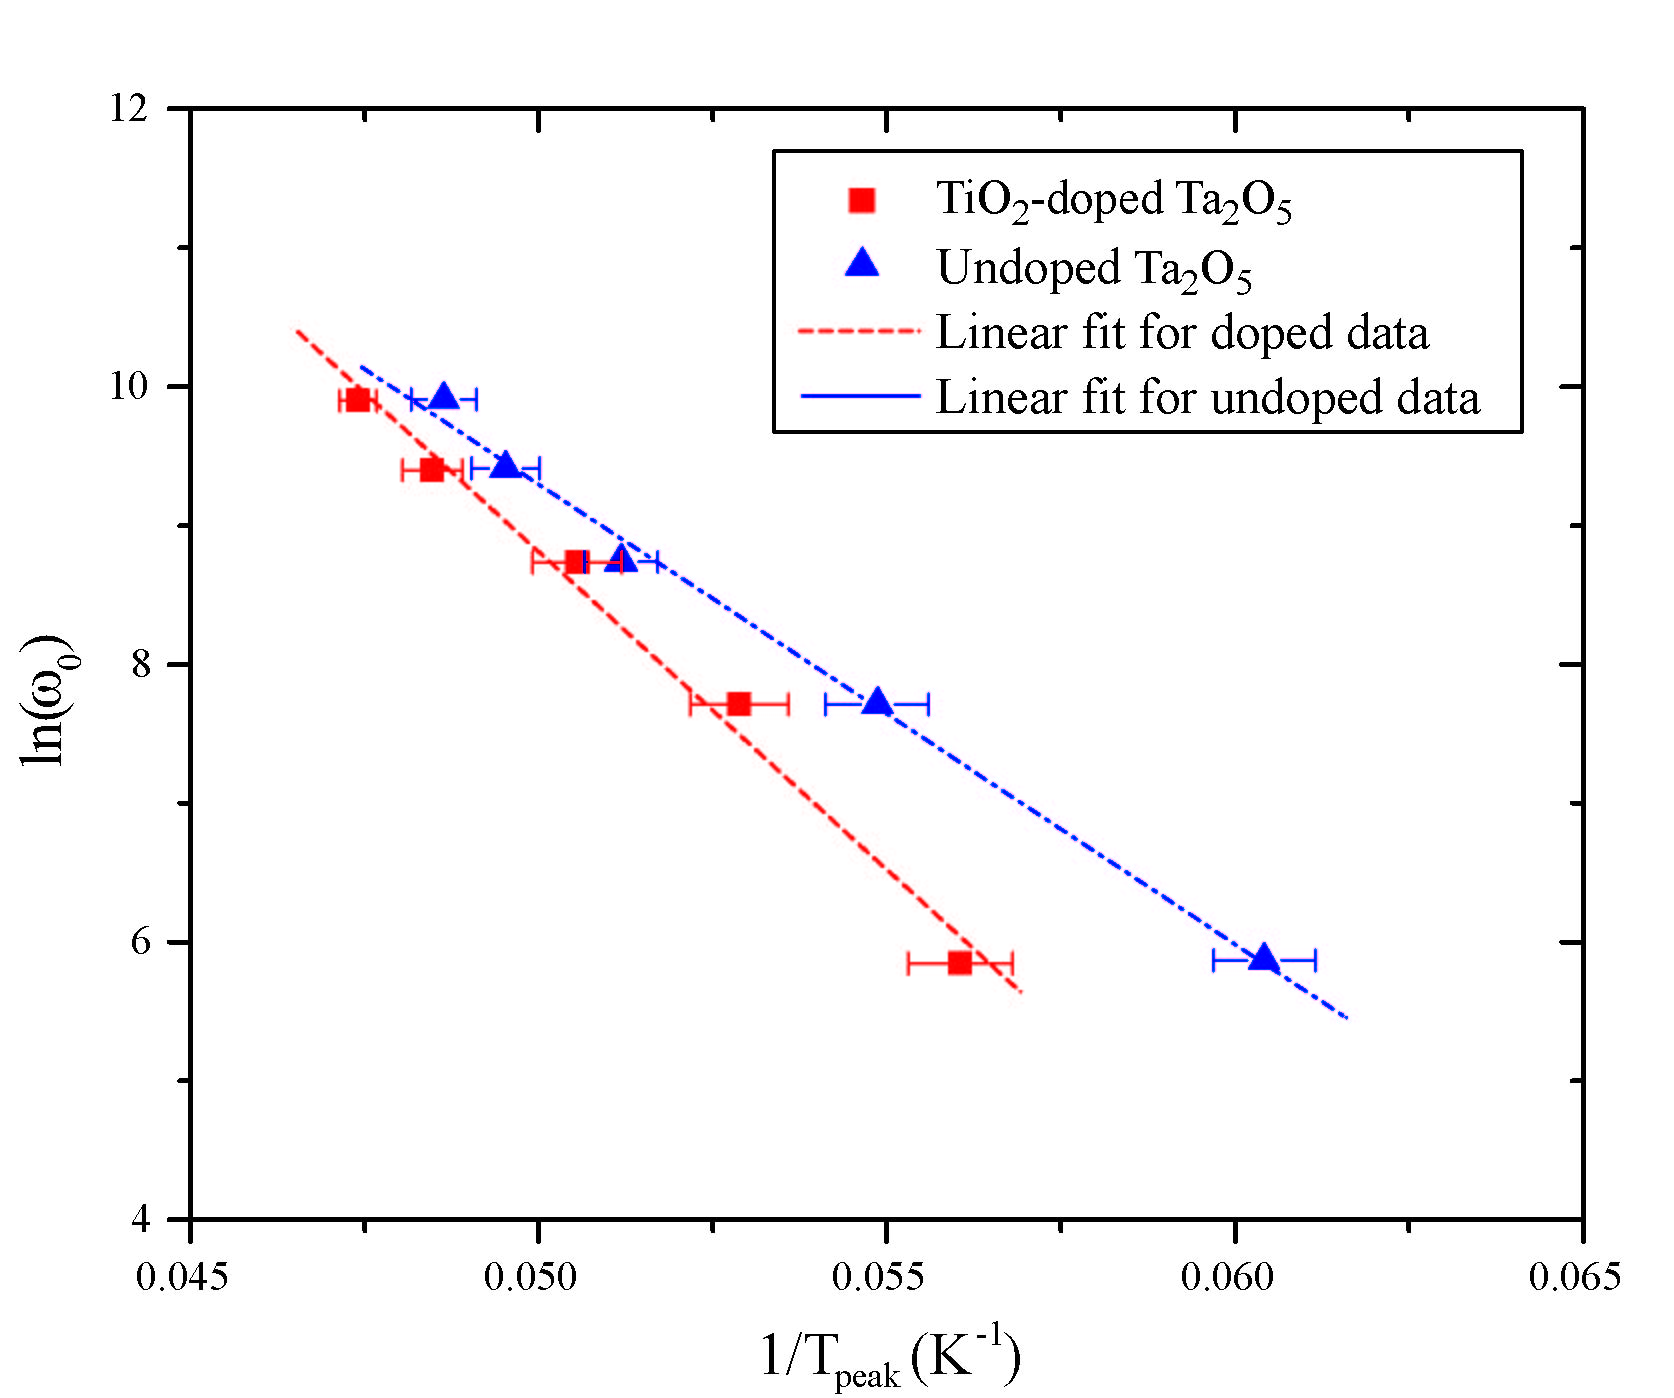 12
10
8
6
4
ln(ω₀)
TiO₂-doped Ta₂O₅
Undoped Ta₂O₅
Linear fit for doped data
Linear fit for undoped data
0.045 0.050 0.055 0.060 0.065
1/Tpeak (K⁻¹)